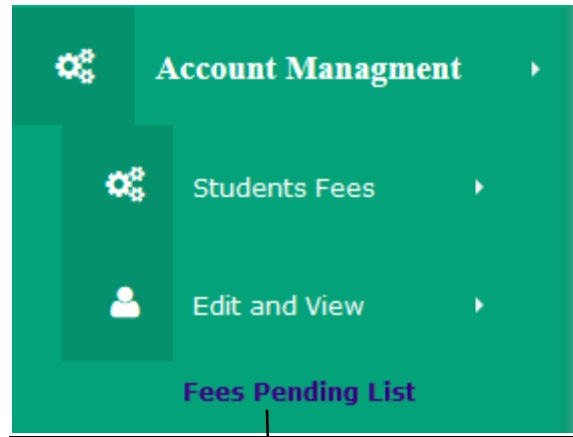 Account Managment
Students Fees
Edit and View
Fees Pending List